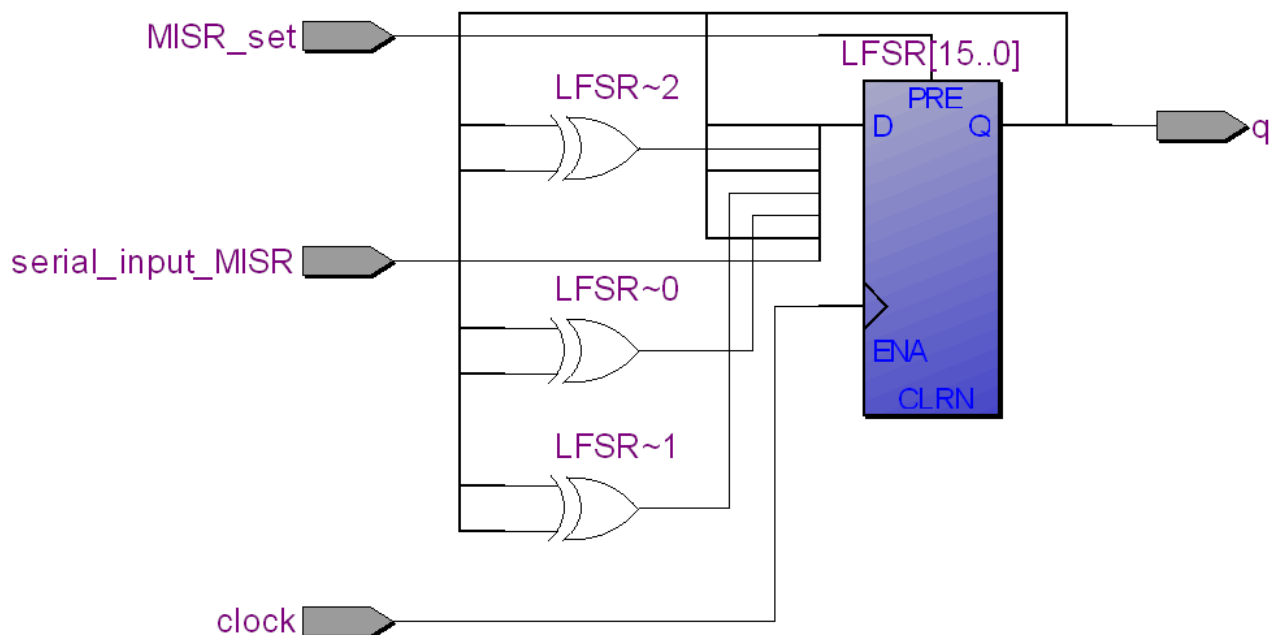 MISR_set
LFSR[15..0]
LFSR~2
PRE
D
Q
q
serial_input_MISR
LFSR~0
ENA
CLRN
LFSR~1
clock